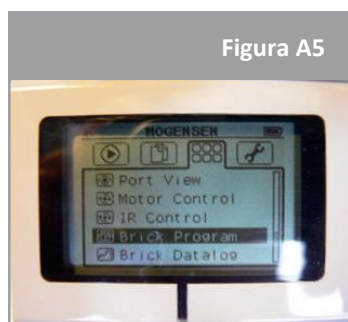 Figura A5
MOGENSEN
Port View
Motor Control
IR Control
Brick Program
Brick Datalog